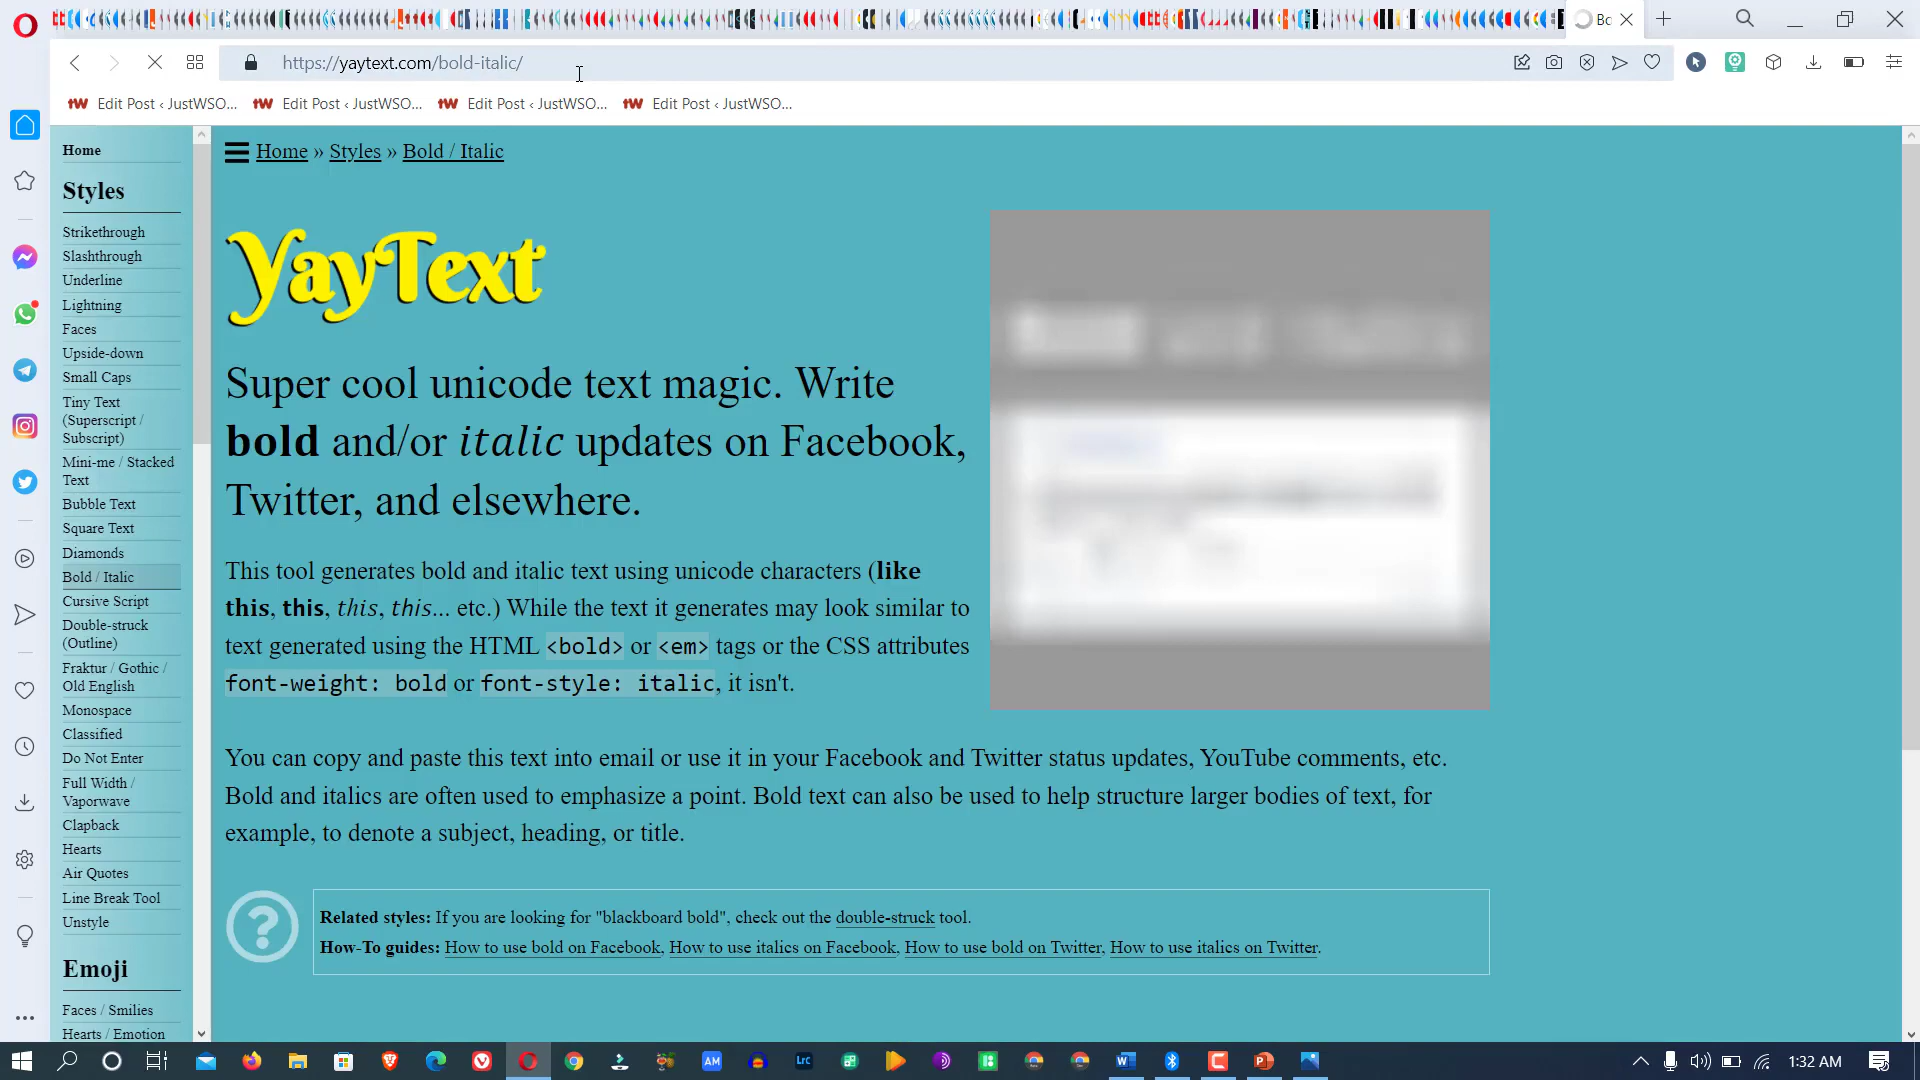 Bo
https://yaytext.com/bold-italic/
Edit Post ‹ JustWSO...
Edit Post ‹ JustWSO...
Edit Post ‹ JustWSO...
Edit Post ‹ JustWSO...
Home
Styles
Strikethrough
Slashthrough
Underline
Lightning
Faces
Upside-down
Small Caps
Tiny Text
(Superscript /
Subscript)
Mini-me / Stacked
Text
Bubble Text
Square Text
Diamonds
Bold / Italic
Cursive Script
Double-struck
(Outline)
Fraktur / Gothic /
Old English
Monospace
Classified
Do Not Enter
Full Width /
Vaporwave
Clapback
Hearts
Air Quotes
Line Break Tool
Unstyle
Emoji
Faces / Smilies
Hearts / Emotion
Home » Styles » Bold / Italic
YayText
Super cool unicode text magic. Write
bold and/or italic updates on Facebook,
Twitter, and elsewhere.
This tool generates bold and italic text using unicode characters (like
this, this, this, this... etc.) While the text it generates may look similar to
text generated using the HTML <bold> or <em> tags or the CSS attributes
font-weight: bold or font-style: italic, it isn't.
You can copy and paste this text into email or use it in your Facebook and Twitter status updates, YouTube comments, etc.
Bold and italics are often used to emphasize a point. Bold text can also be used to help structure larger bodies of text, for
example, to denote a subject, heading, or title.
Related styles: If you are looking for "blackboard bold", check out the double-struck tool.
How-To guides: How to use bold on Facebook, How to use italics on Facebook, How to use bold on Twitter, How to use italics on Twitter.
AM
Lrc
1:32 AM